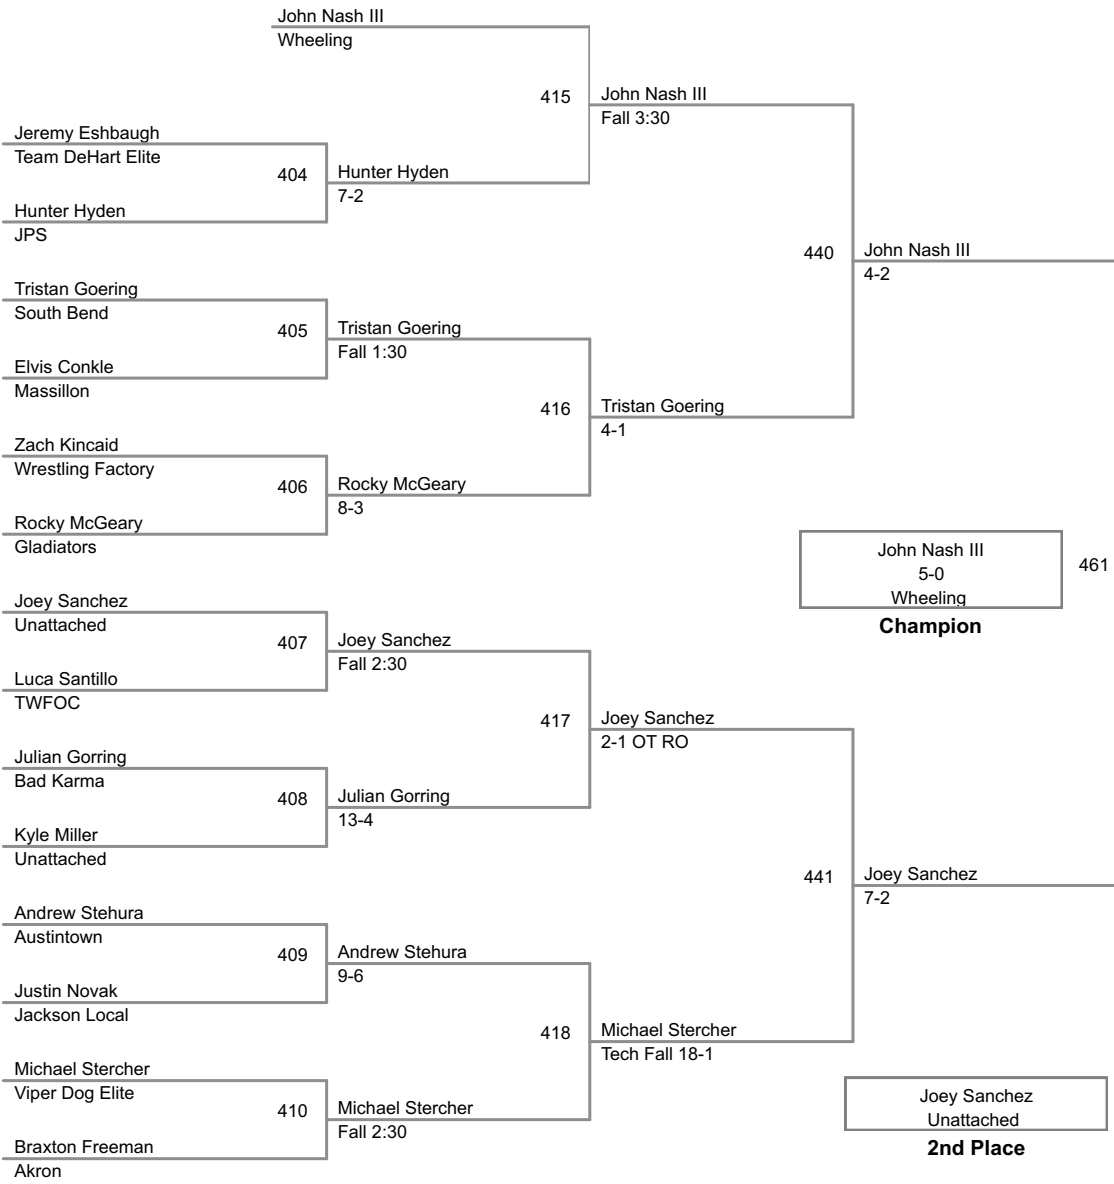 John Nash III
Wheeling
415
John Nash III
Fall 3:30
Jeremy Eshbaugh
Team DeHart Elite
404
Hunter Hyden
7-2
Hunter Hyden
JPS
440
John Nash III
4-2
Tristan Goering
South Bend
405
Tristan Goering
Fall 1:30
Elvis Conkle
Massillon
416
Tristan Goering
4-1
Zach Kincaid
Wrestling Factory
406
Rocky McGeary
8-3
Rocky McGeary
Gladiators
John Nash III
5-0
Wheeling
461
Champion
Joey Sanchez
Unattached
407
Joey Sanchez
Fall 2:30
Luca Santillo
TWFOC
417
Joey Sanchez
2-1 OT RO
Julian Gorring
Bad Karma
408
Julian Gorring
13-4
Kyle Miller
Unattached
441
Joey Sanchez
7-2
Andrew Stehura
Austintown
409
Andrew Stehura
9-6
Justin Novak
Jackson Local
418
Michael Stercher
Tech Fall 18-1
Michael Stercher
Viper Dog Elite
410
Michael Stercher
Fall 2:30
Braxton Freeman
Akron
Joey Sanchez
Unattached
2nd Place